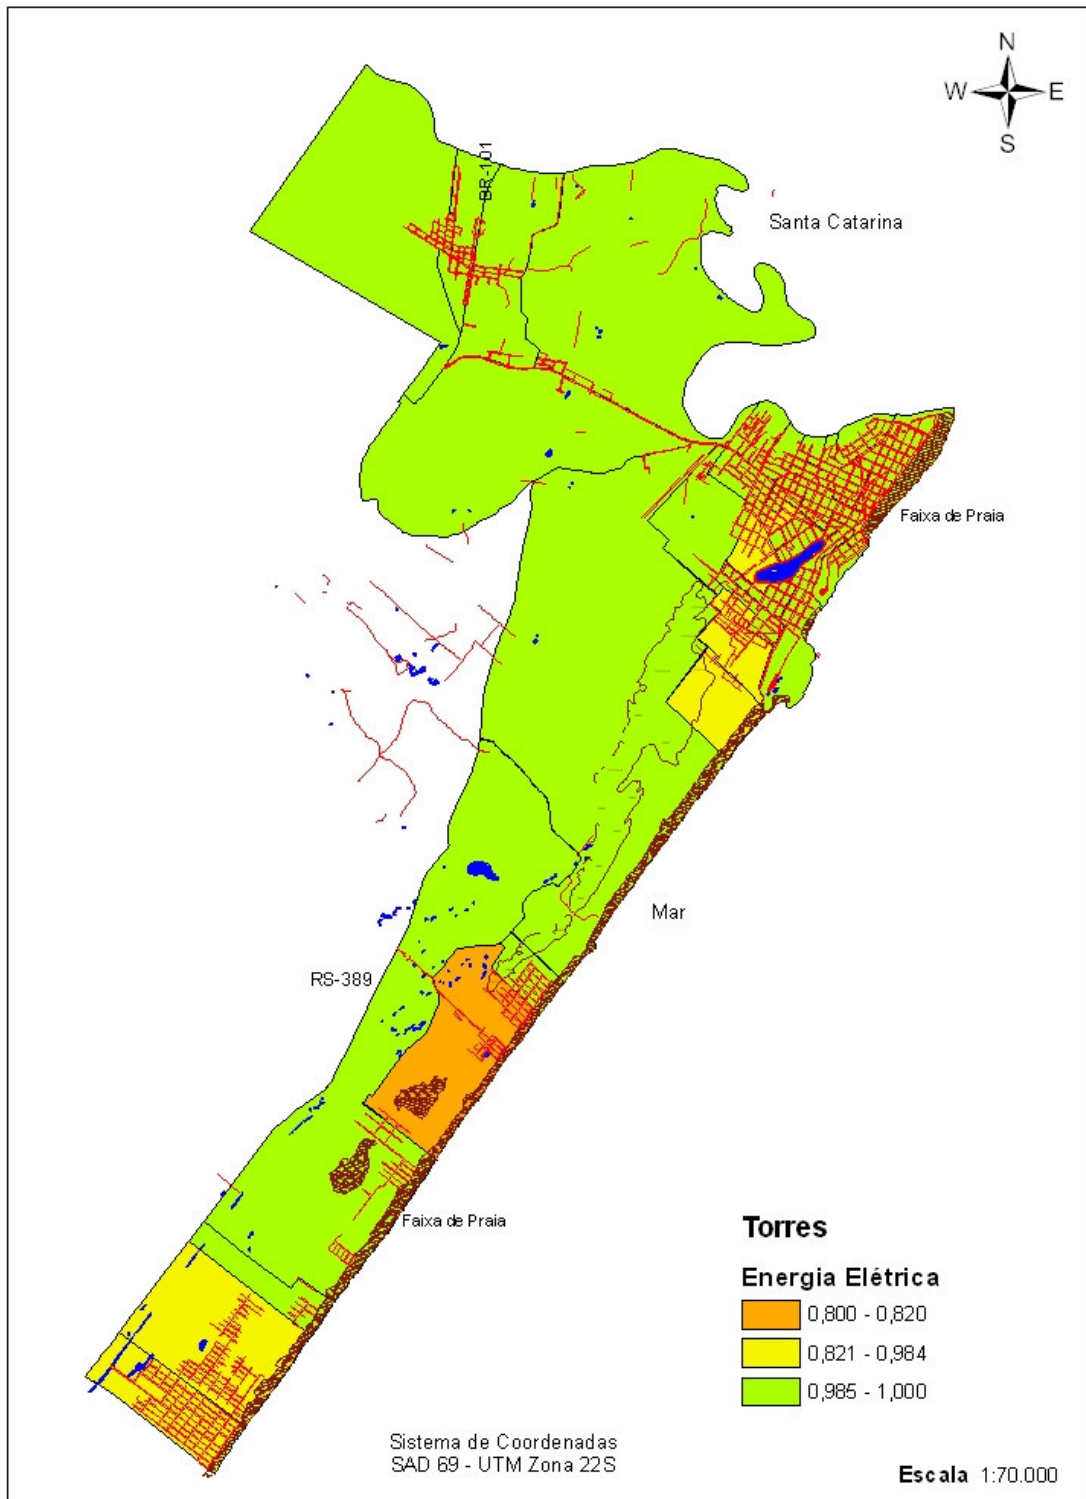 N
W E
S
BR-101
Santa Catarina
Faixa de Praia
Mar
RS-389
Faixa de Praia
Torres
Energia Elétrica
0,800 - 0,820
0,821 - 0,984
0,985 - 1,000
Sistema de Coordenadas
SAD 69 - UTM Zona 22S
Escala 1:70.000